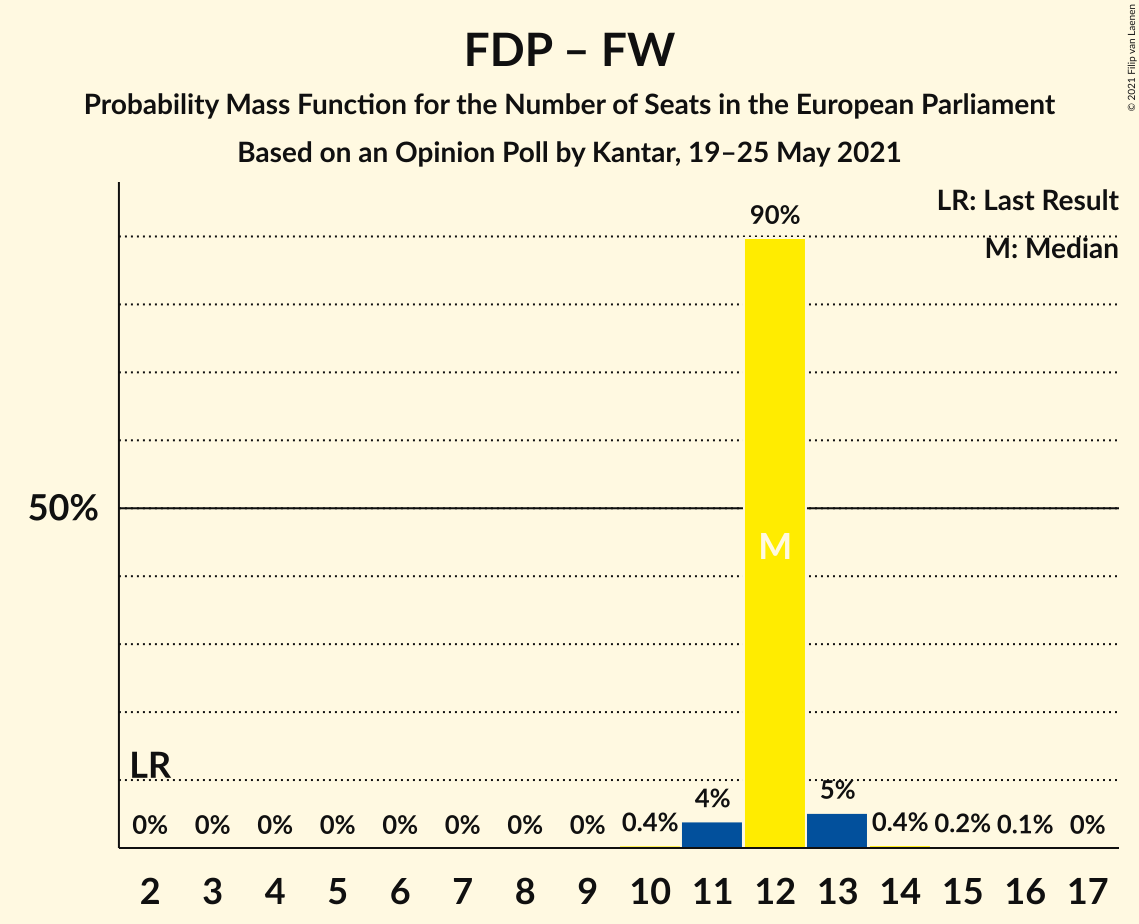 FDP – FW
Probability Mass Function for the Number of Seats in the European Parliament
Based on an Opinion Poll by Kantar, 19–25 May 2021
© 2021 Filip van Laenen
LR: Last Result
M: Median
90%
50%
M
LR
0% 0% 0% 0% 0% 0% 0% 0% 0.4% 4% 5% 0.4% 0.2% 0.1% 0%
2 3 4 5 6 7 8 9 10 11 12 13 14 15 16 17